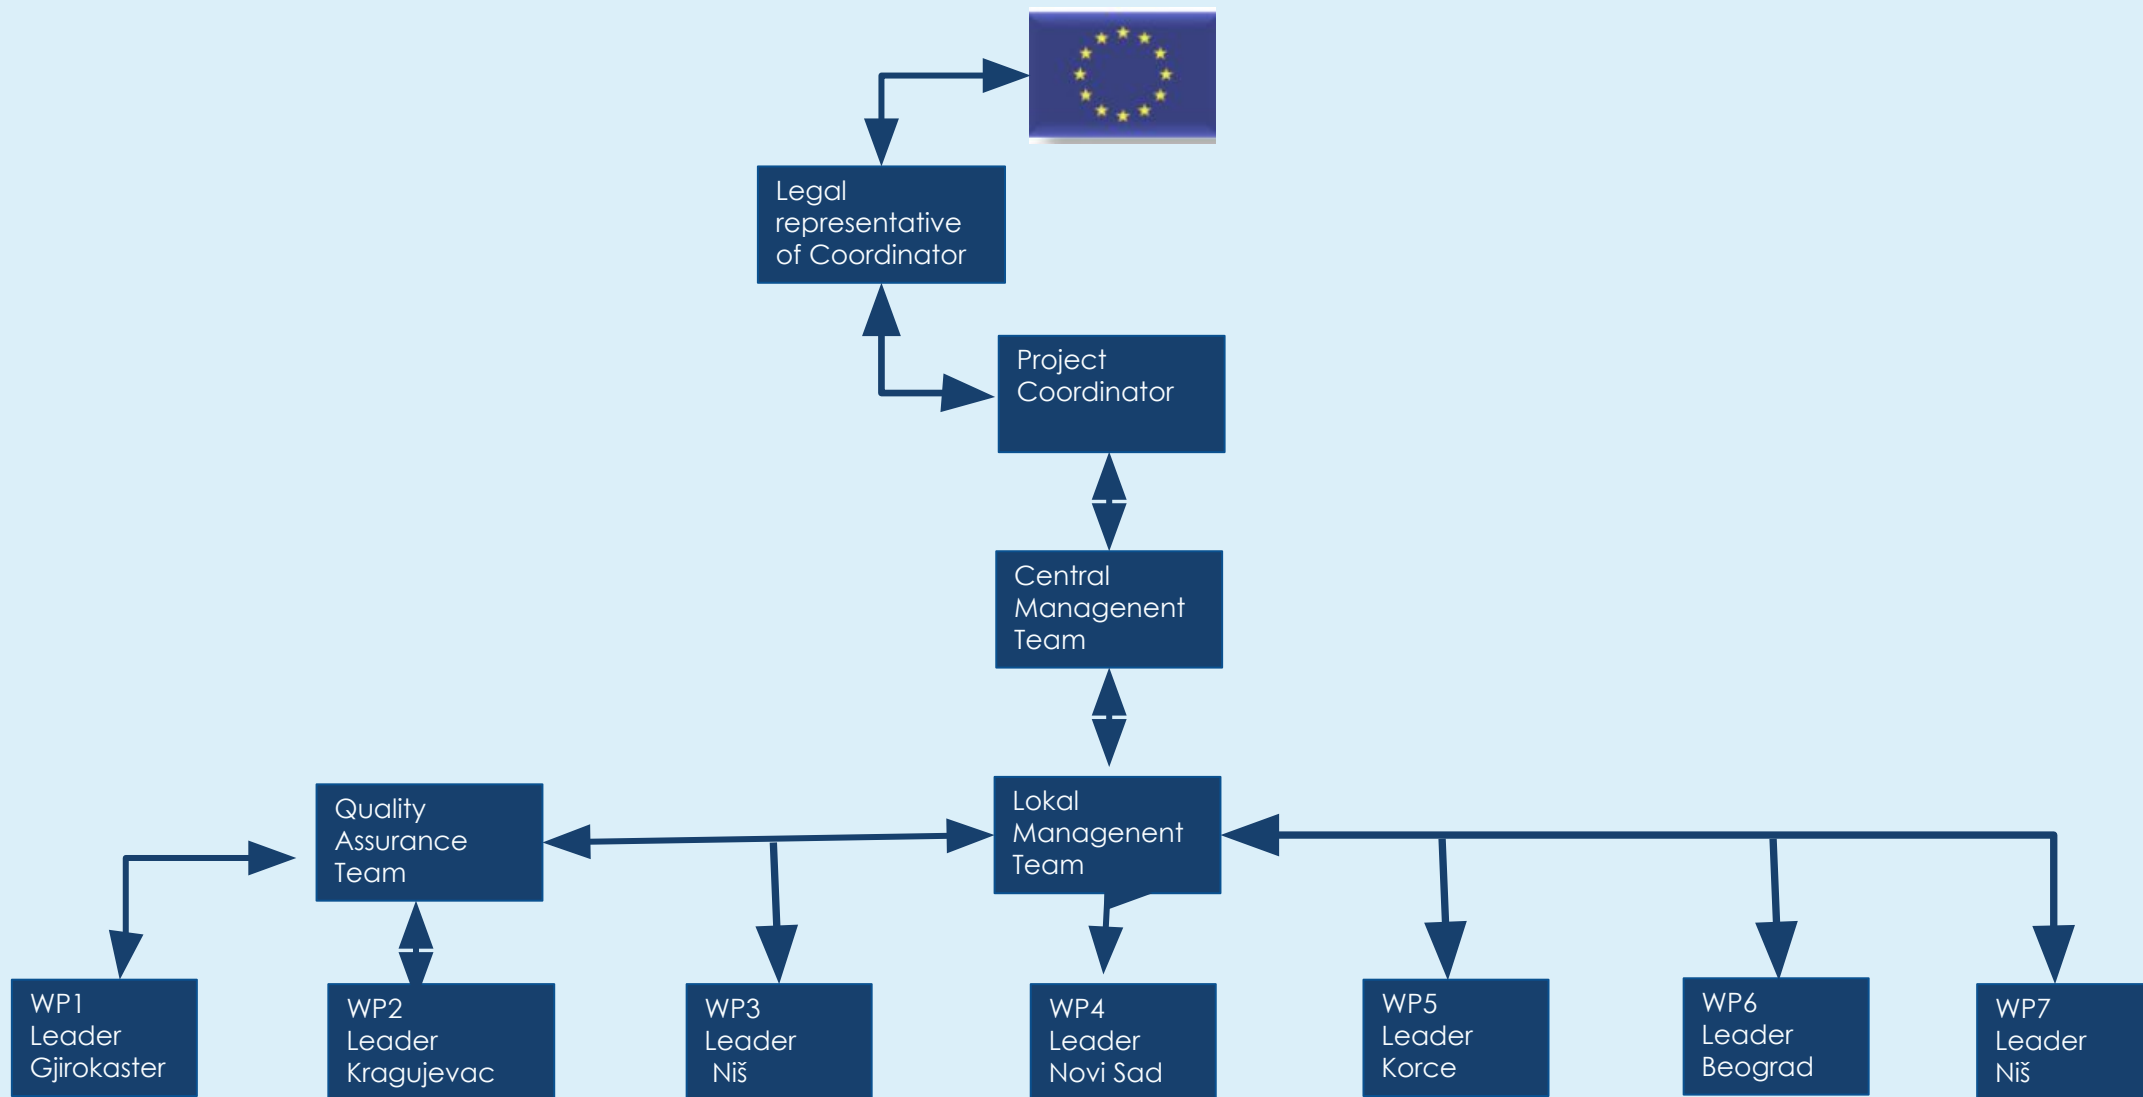 Legal
representative
of Coordinator
Project
Coordinator
Central
Managenent
Team
Quality
Assurance
Team
Lokal
Managenent
Team
WP1
Leader
Gjirokaster
WP2
Leader
Kragujevac
WP3
Leader
Niš
WP4
Leader
Novi Sad
WP5
Leader
Korce
WP6
Leader
Beograd
WP7
Leader
Niš